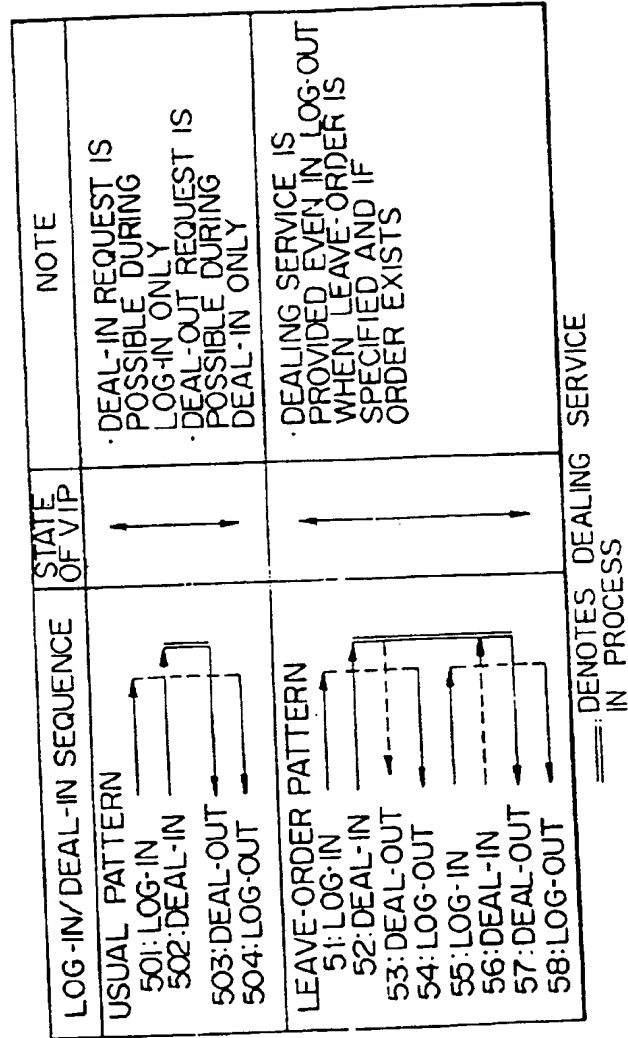 LOG-IN/DEAL-IN SEQUENCE
STATE
OF VIP
NOTE
USUAL PATTERN
501:LOG-IN
502:DEAL-IN
503:DEAL-OUT
504:LOG-OUT
·DEAL-IN REQUEST IS
POSSIBLE DURING
LOG-IN ONLY
·DEAL-OUT REQUEST IS
POSSIBLE DURING
DEAL-IN ONLY
LEAVE-ORDER PATTERN
51:LOG-IN
52:DEAL-IN
53:DEAL-OUT
54:LOG-OUT
55:LOG-IN
56:DEAL-IN
57:DEAL-OUT
58:LOG-OUT
·DEALING SERVICE IS
PROVIDED EVEN IN LOG-OUT
WHEN LEAVE-ORDER IS
SPECIFIED AND IF
ORDER EXISTS
:DENOTES DEALING SERVICE
IN PROCESS